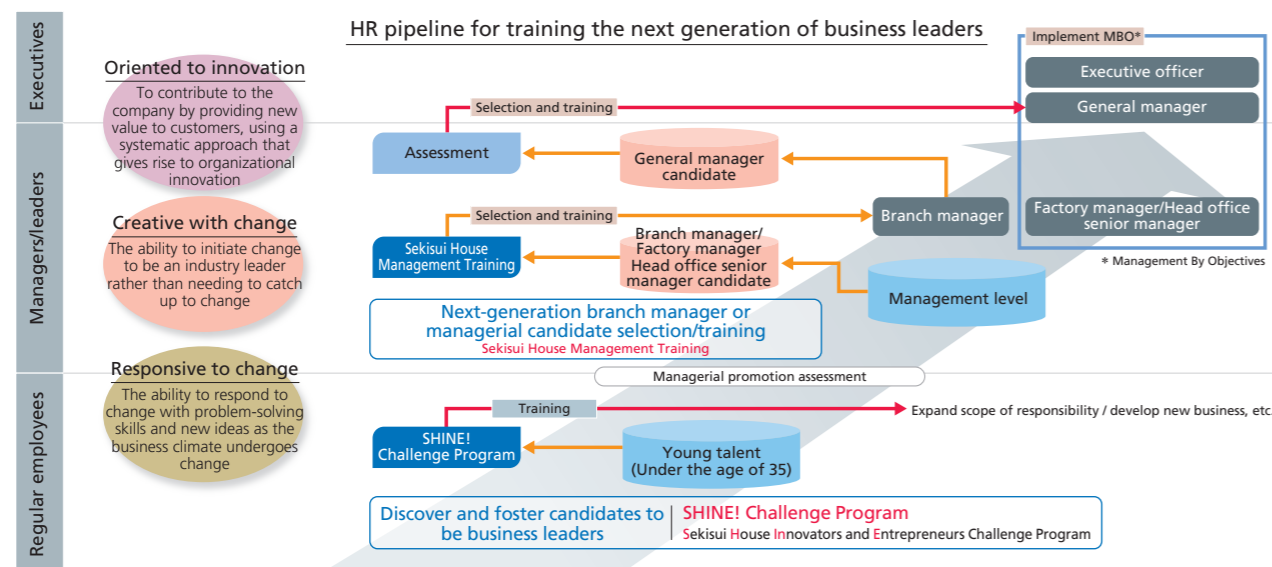 HR pipeline for training the next generation of business leaders
Executives
Managers/leaders
Regular employees
Oriented to innovation
To contribute to the
company by providing new
value to customers, using a
systematic approach that
gives rise to organizational
innovation
Creative with change
The ability to initiate change
to be an industry leader
rather than needing to catch
up to change
Responsive to change
The ability to respond to
change with problem-solving
skills and new ideas as the
business climate undergoes
change
Implement MBO*
Executive officer
General manager
Selection and training
Assessment
General manager
candidate
Selection and training
Branch manager
Factory manager/Head office
senior manager
Sekisui House
Management Training
Branch manager/
Factory manager
Head office senior
manager candidate
* Management By Objectives
Management level
Next-generation branch manager or
managerial candidate selection/training
Sekisui House Management Training
Managerial promotion assessment
Training
Expand scope of responsibility / develop new business, etc.
SHINE!
Challenge Program
Young talent
(Under the age of 35)
Discover and foster candidates to
be business leaders
SHINE! Challenge Program
Sekisui House Innovators and Entrepreneurs Challenge Program